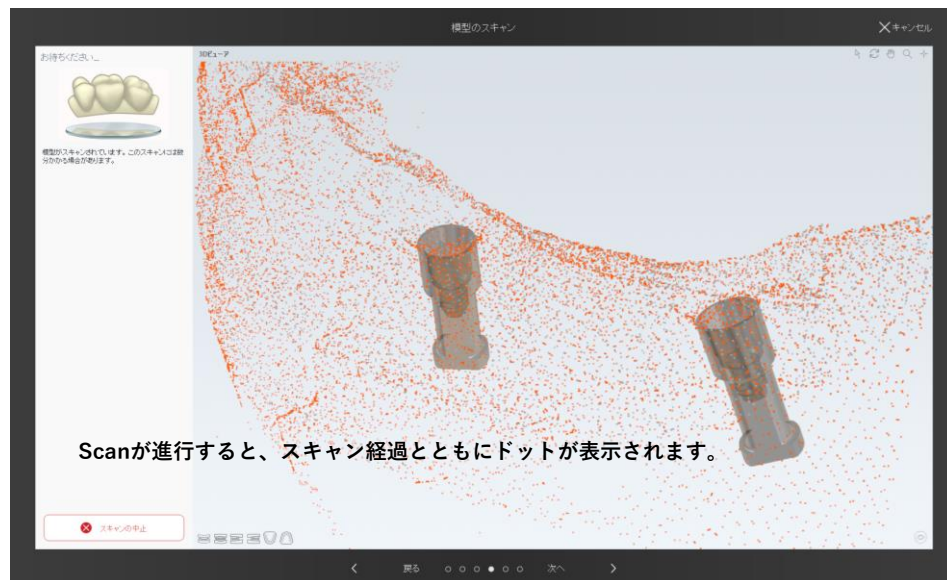 模型のスキャン
キャンセル
お待ちください...
3Dビューア
模型がスキャンされています。このスキャンには数
分かかる場合があります。
Scanが進行すると、スキャン経過とともにドットが表示されます。
スキャンの中止
戻る
次へ